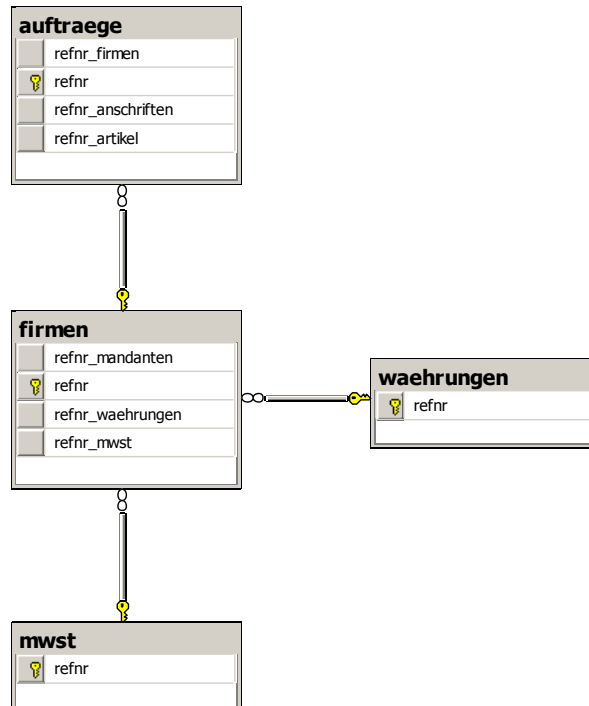 auftraege
refnr_firmen
refnr
refnr_anschriften
refnr_artikel
firmen
refnr_mandanten
refnr
refnr_waehrungen
refnr_mwst
waehrungen
refnr
mwst
refnr